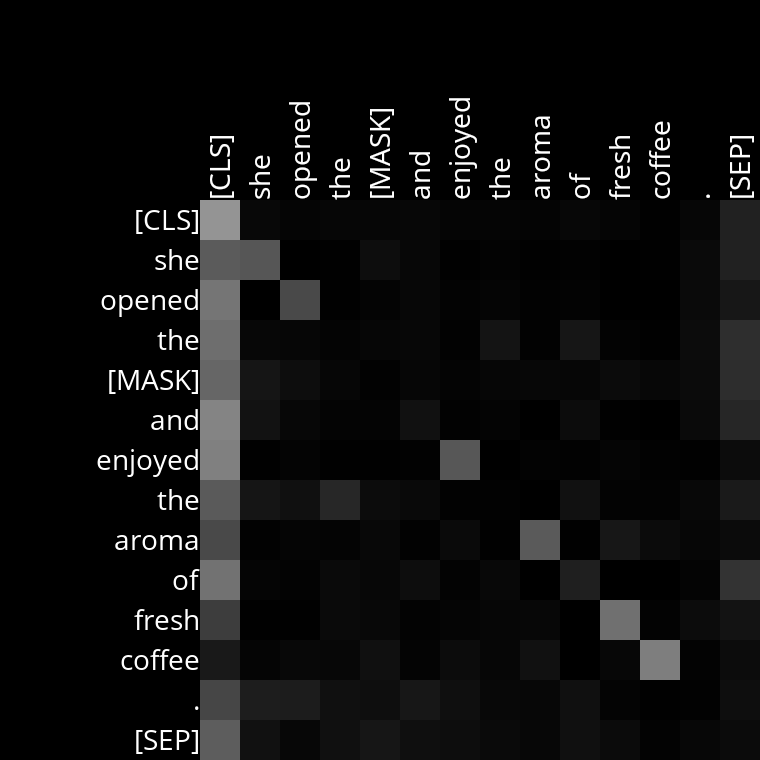 [CLS] she opened the [MASK] and enjoyed the aroma of fresh coffee . [SEP]
[CLS]
she
opened
the
[MASK]
and
enjoyed
the
aroma
of
fresh
coffee
.
[SEP]